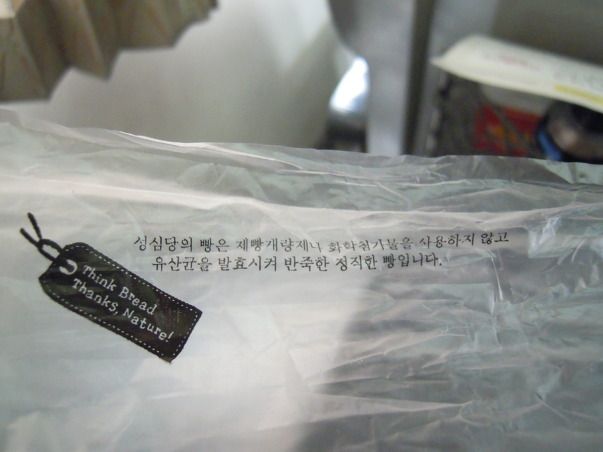 성심당의 빵은 제빵개량제나 화학첨가물을 사용하지 않고
유산균을 발효시켜 반죽한 정직한 빵입니다.
Think Bread
Thanks, Nature!